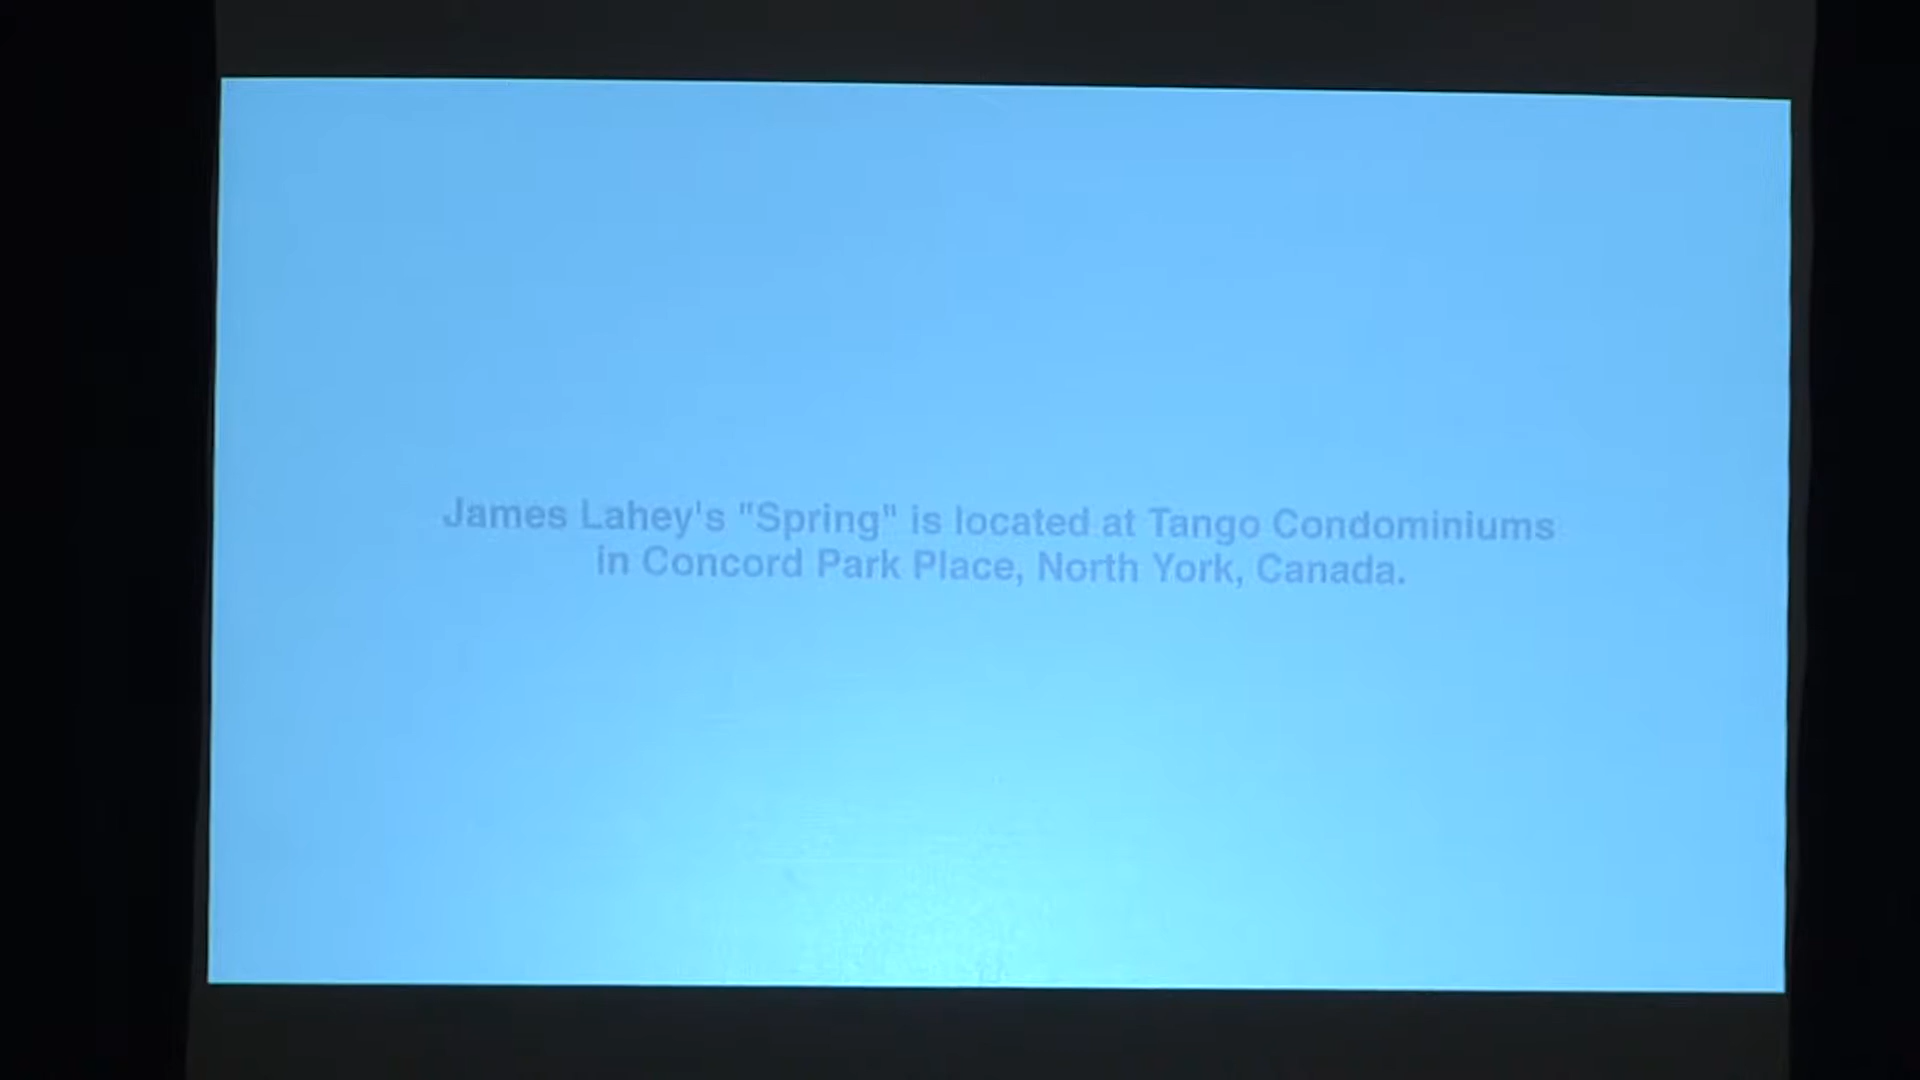 James Lahey's "Spring" is located at Tango Condominiums
in Concord Park Place, North York, Canada.